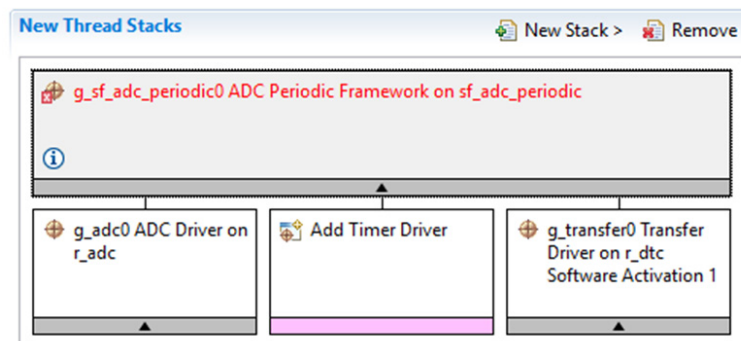 New Thread Stacks
New Stack >
Remove
g_sf_adc_periodic0 ADC Periodic Framework on sf_adc_periodic
g_adc0 ADC Driver on
r_adc
Add Timer Driver
g_transfer0 Transfer
Driver on r_dtc
Software Activation 1